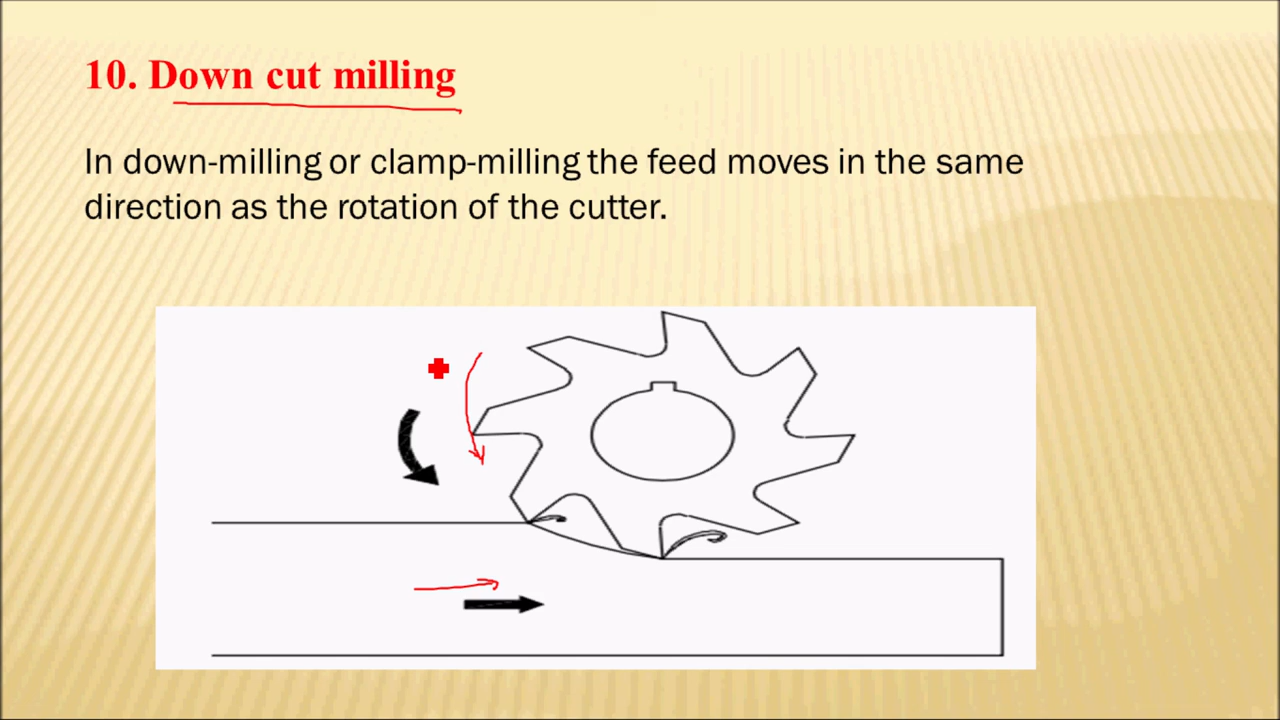 10. Down cut milling
In down-milling or clamp-milling the feed moves in the same
direction as the rotation of the cutter.